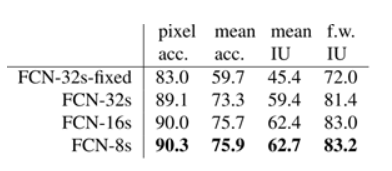 pixel mean mean f.w.
acc. acc. IU IU
FCN-32s-fixed 83.0 59.7 45.4 72.0
FCN-32s 89.1 73.3 59.4 81.4
FCN-16s 90.0 75.7 62.4 83.0
FCN-8s 90.3 75.9 62.7 83.2